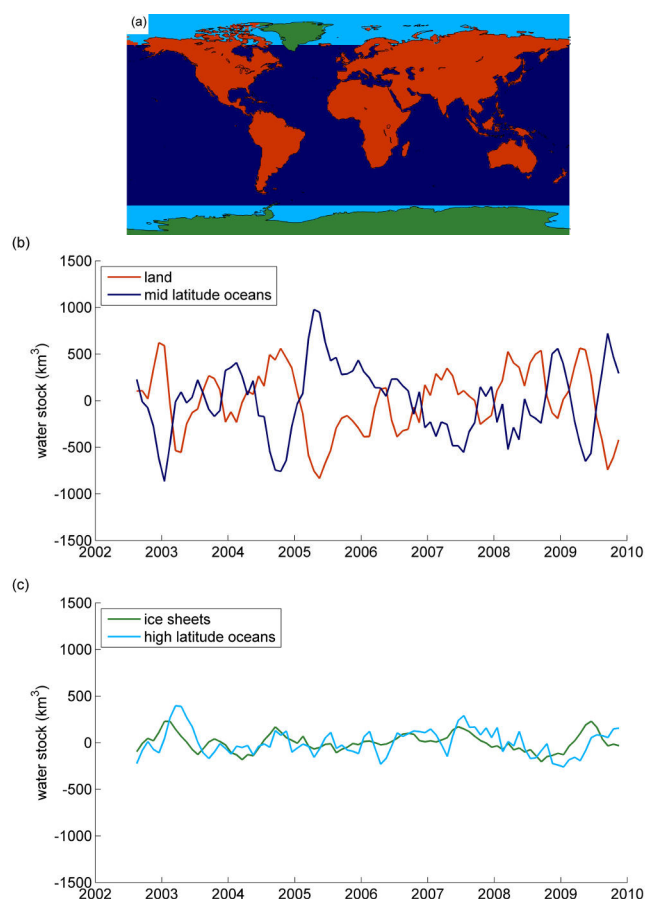 (a)
(b)
1500
land
mid latitude oceans
1000
500
0
-500
-1000
-1500
water stock (km³)
2002 2003 2004 2005 2006 2007 2008 2009 2010
(c)
1500
ice sheets
high latitude oceans
1000
500
0
-500
-1000
-1500
water stock (km³)
2002 2003 2004 2005 2006 2007 2008 2009 2010